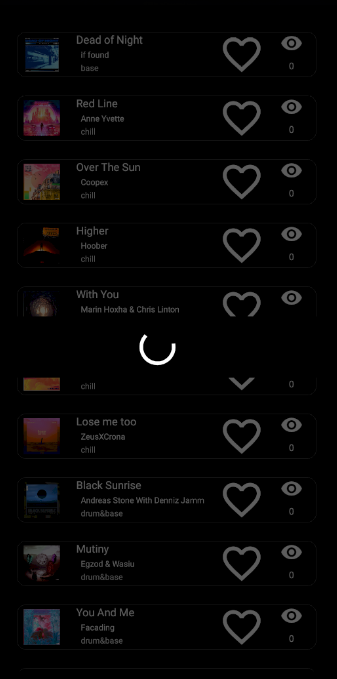 Dead of Night
If found
base
0
Red Line
Anne Yvette
chill
0
Over The Sun
Coopex
chill
0
Higher
Hoober
chill
0
With You
Marin Hoxha & Chris Linton
chill
0
Lose me too
ZeusXCrona
chill
0
Black Sunrise
Andreas Stone With Denniz Jamm
drum&base
0
Mutiny
Egzod & Wasiu
drum&base
0
You And Me
Facading
drum&base
0